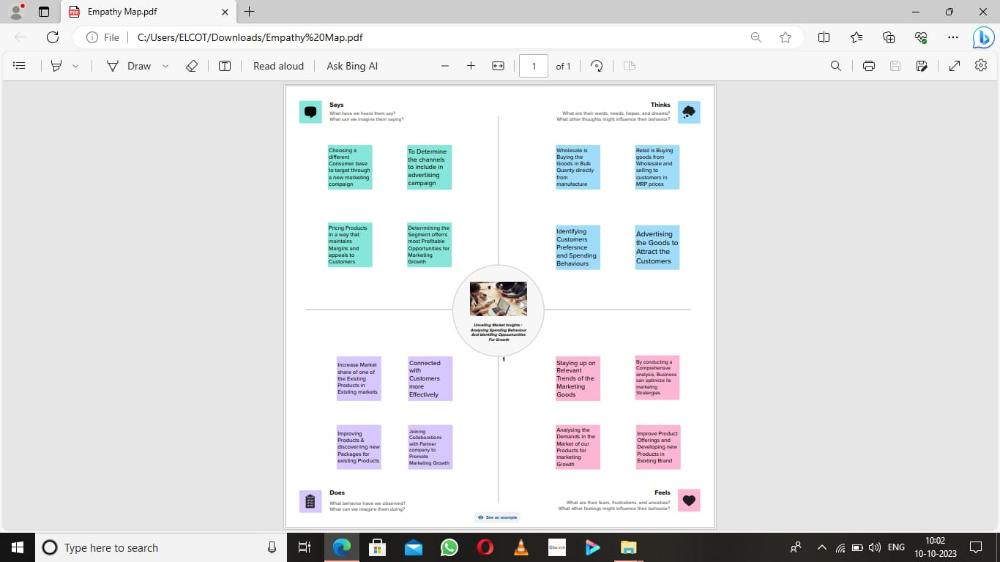 Empathy Map.pdf
File
C:/Users/ELCOT/Downloads/Empathy%20Map.pdf
Draw
Read aloud
Ask Bing AI
1
of 1
Says
What have we heard them say?
What can we imagine them saying?
Thinks
What are their wants, needs, hopes, and dreams?
What other thoughts might influence their behavior?
Choosing a
different
Consumer base
to target through
a new marketing
compaign
To Determine
the channels
to include in
advertising
campaign
Wholesale is
Buying the
Goods in Bulk
Quanty directly
from
manufacture
Retail is Buying
goods from
Wholesale and
selling to
customers in
MRP prices
Pricng Products
in a way that
maintains
Margins and
appeals to
Customers
Determining the
Segment offerrs
most Profitable
Opportunities for
Marketing
Growth
Identifying
Customers
Prefersnce
and Spending
Behaviours
Advertising
the Goods to
Attract the
Customers
Unveiling Market Insights :
Analysing Spending Behaviour
And Identifing Oppaurtunities
For Growth
1
Increase Market
share of one of
the Existing
Products in
Existing markets
Connected
with
Customers
more
Effectively
Staying up on
Relevant
Trends of the
Marketing
Goods
By conducting a
Comprehensve
analysis, Business
can optimize its
marketng
Stratergies
Improving
Products &
discoverring new
Packages for
existing Products
Joining
Collaborations
with Partner
company to
Promote
Marketing Growth
Analysing the
Demands in the
Market of our
Products for
marketing
Growth
Improve Product
Offerings and
Developing new
Products in
Exixting Brand
Does
What behavior have we observed?
What can we imagine them doing?
Feels
What are their fears, frustrations, and anxieties?
What other feelings might influence their behavior?
See an example
Type here to search
GSearch
ENG
10:02
10-10-2023